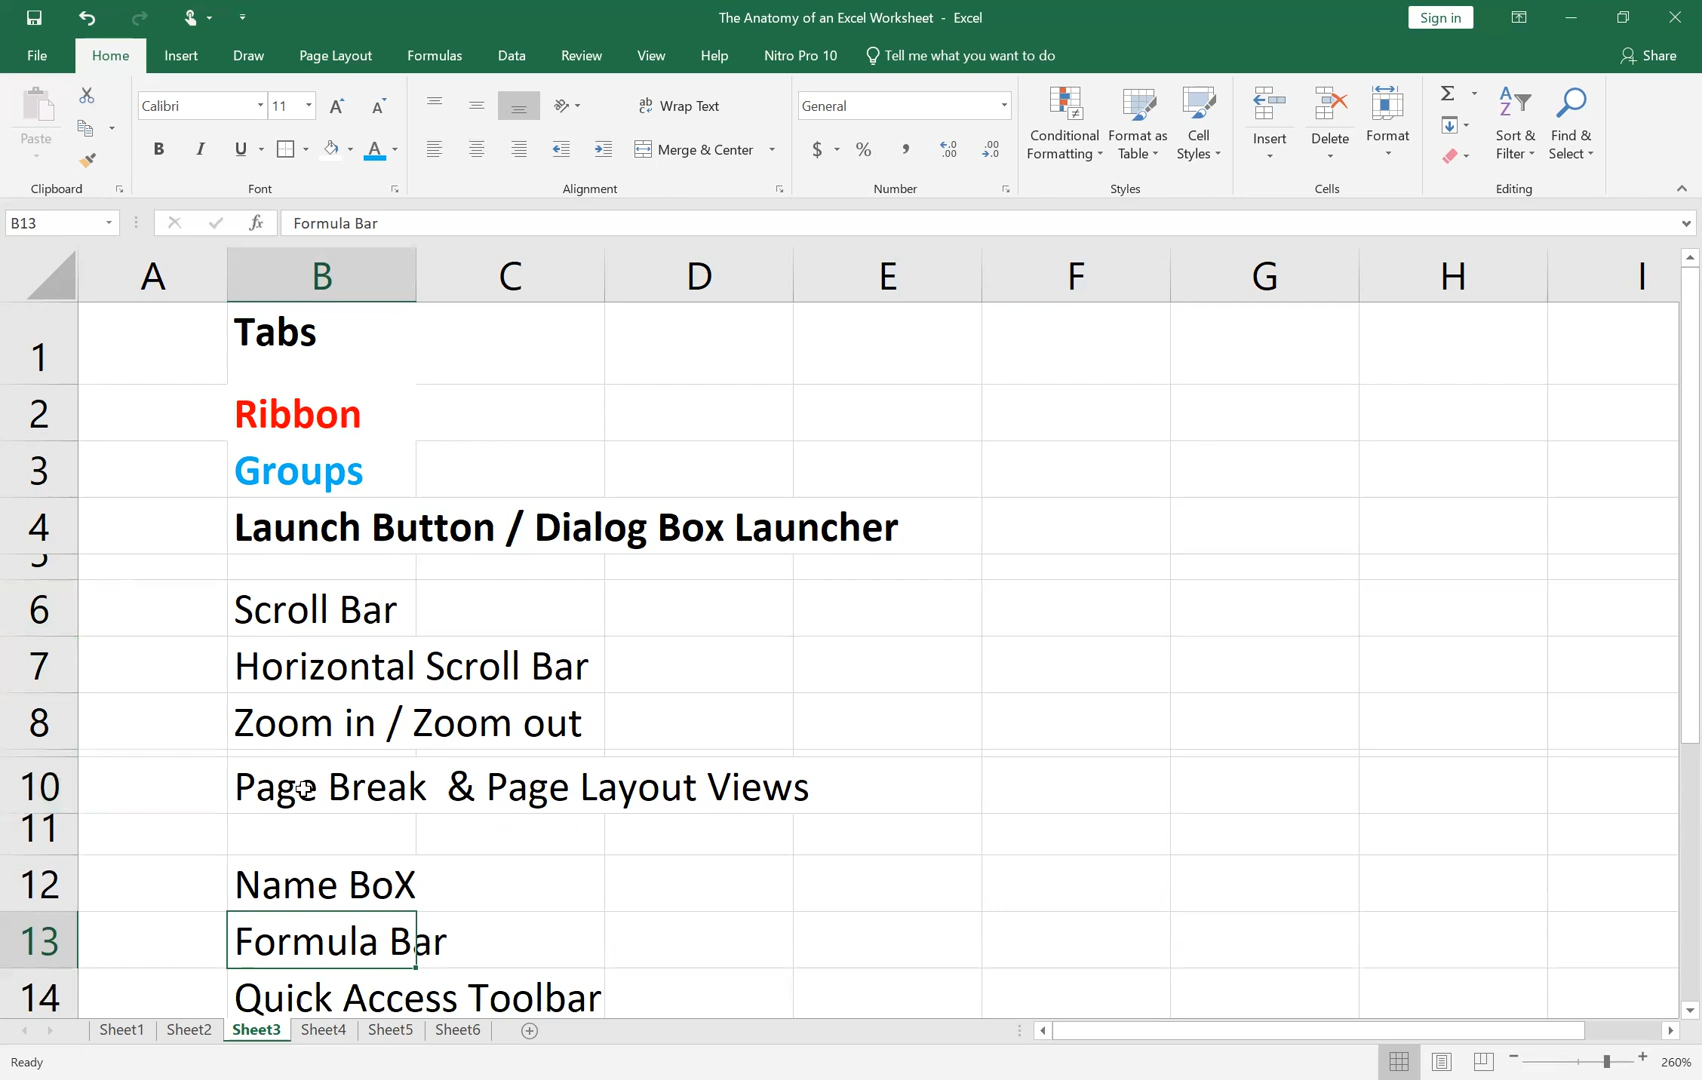 The Anatomy of an Excel Worksheet - Excel
Sign in
File Home Insert Draw Page Layout Formulas Data Review View Help Nitro Pro 10 Tell me what you want to do Share
Calibri 11 Wrap Text General
Paste
B I U Merge & Center $ % ,
Conditional Formatting
Format as Table
Cell Styles
Insert Delete Format
Sort & Filter
Find & Select
Clipboard Font Alignment Number Styles Cells Editing
B13 fx Formula Bar
A B C D E F G H I
1 Tabs
2 Ribbon
3 Groups
4 Launch Button / Dialog Box Launcher
5
6 Scroll Bar
7 Horizontal Scroll Bar
8 Zoom in / Zoom out
10 Page Break & Page Layout Views
11
12 Name BoX
13 Formula Bar
14 Quick Access Toolbar
Sheet1 Sheet2 Sheet3 Sheet4 Sheet5 Sheet6
Ready 260%